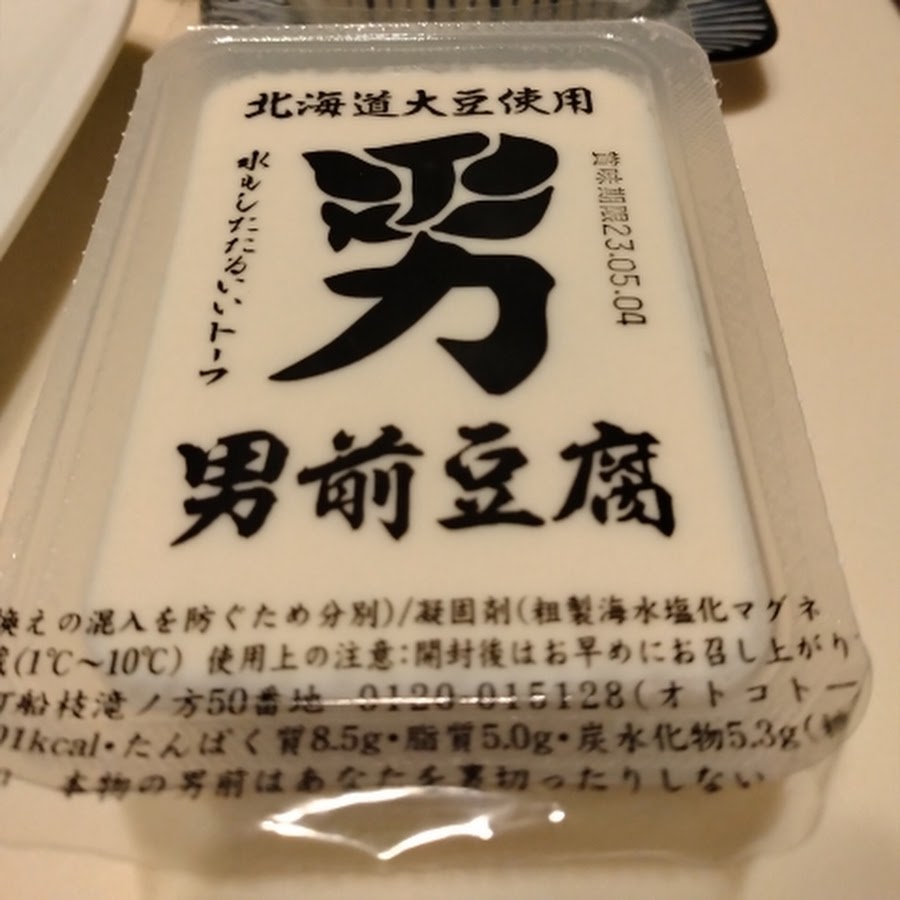 北海道大豆使用
賞味期限23.05.04
男
水もしたたるいいトーフ
男前豆腐
換えの混入を防ぐため分別)/凝固剤(粗製海水塩化マグネ
(1℃〜10℃) 使用上の注意:開封後はお早めにお召し上がり
町船枝滝ノ方50番地 0120-015128(オトコトー
91kcal・たんぱく質8.5g・脂質5.0g・炭水化物5.3g(
本物の男前はあなたを裏切ったりしない